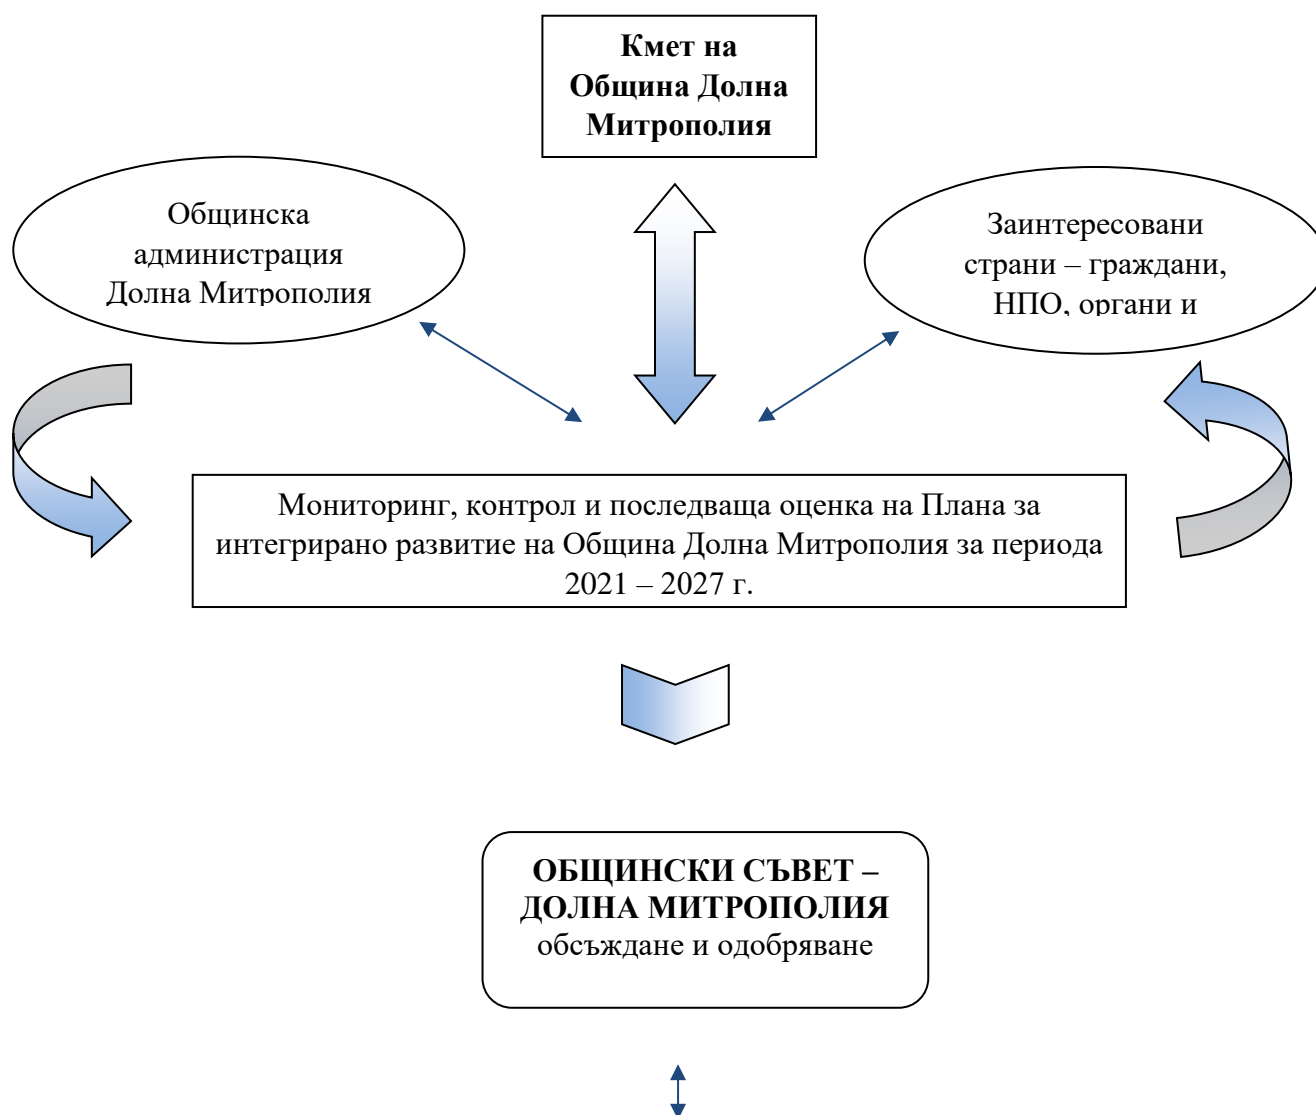 Кмет на
Община Долна
Митрополия
Общинска
администрация
Долна Митрополия
Заинтересовани
страни – граждани,
НПО, органи и
Мониторинг, контрол и последваща оценка на Плана за
интегрирано развитие на Община Долна Митрополия за периода
2021 – 2027 г.
ОБЩИНСКИ СЪВЕТ –
ДОЛНА МИТРОПОЛИЯ
обсъждане и одобряване